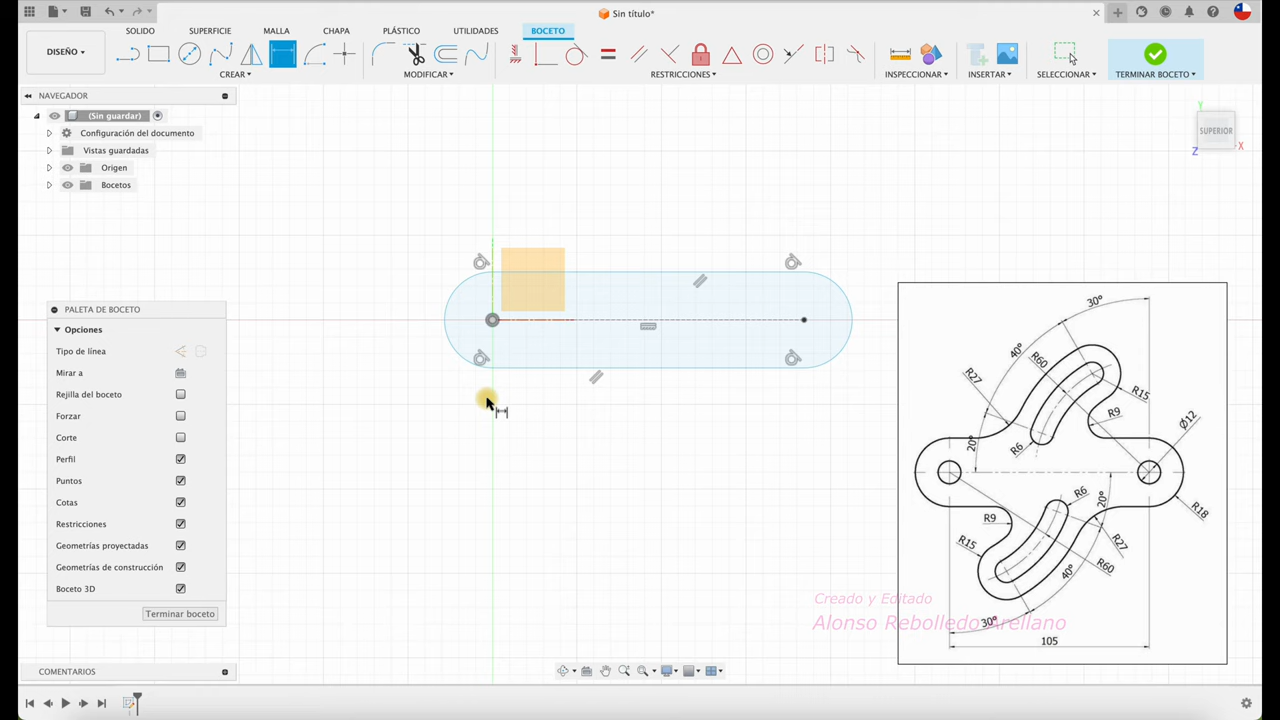 Sin título*
SOLIDO SUPERFICIE MALLA CHAPA PLÁSTICO UTILIDADES BOCETO
DISEÑO
CREAR MODIFICAR RESTRICCIONES INSPECCIONAR INSERTAR SELECCIONAR TERMINAR BOCETO
NAVEGADOR
(Sin guardar)
Configuración del documento
Vistas guardadas
Origen
Bocetos
SUPERIOR
Y
X
Z
PALETA DE BOCETO
Opciones
Tipo de línea
Mirar a
Rejilla del boceto
Forzar
Corte
Perfil
Puntos
Cotas
Restricciones
Geometrías proyectadas
Geometrías de construcción
Boceto 3D
Terminar boceto
30°
40°
R60
R27
R15
R9
Ø12
20°
R6
R6
20°
R18
R9
R27
R15
R60
40°
30°
105
Creado y Editado
Alonso Rebolledo Arellano
COMENTARIOS